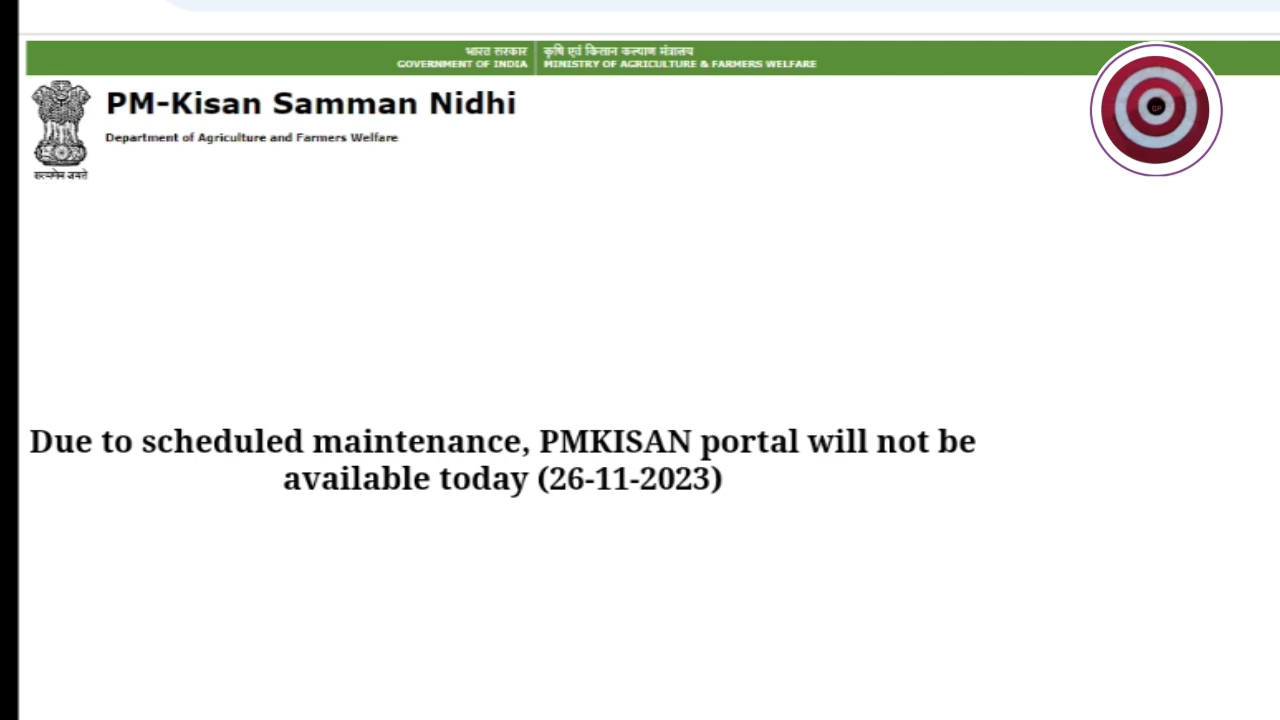 भारत सरकार
GOVERNMENT OF INDIA
कृषि एवं किसान कल्याण मंत्रालय
MINISTRY OF AGRICULTURE & FARMERS WELFARE
PM-Kisan Samman Nidhi
Department of Agriculture and Farmers Welfare
सत्यमेव जयते
GP
Due to scheduled maintenance, PMKISAN portal will not be
available today (26-11-2023)